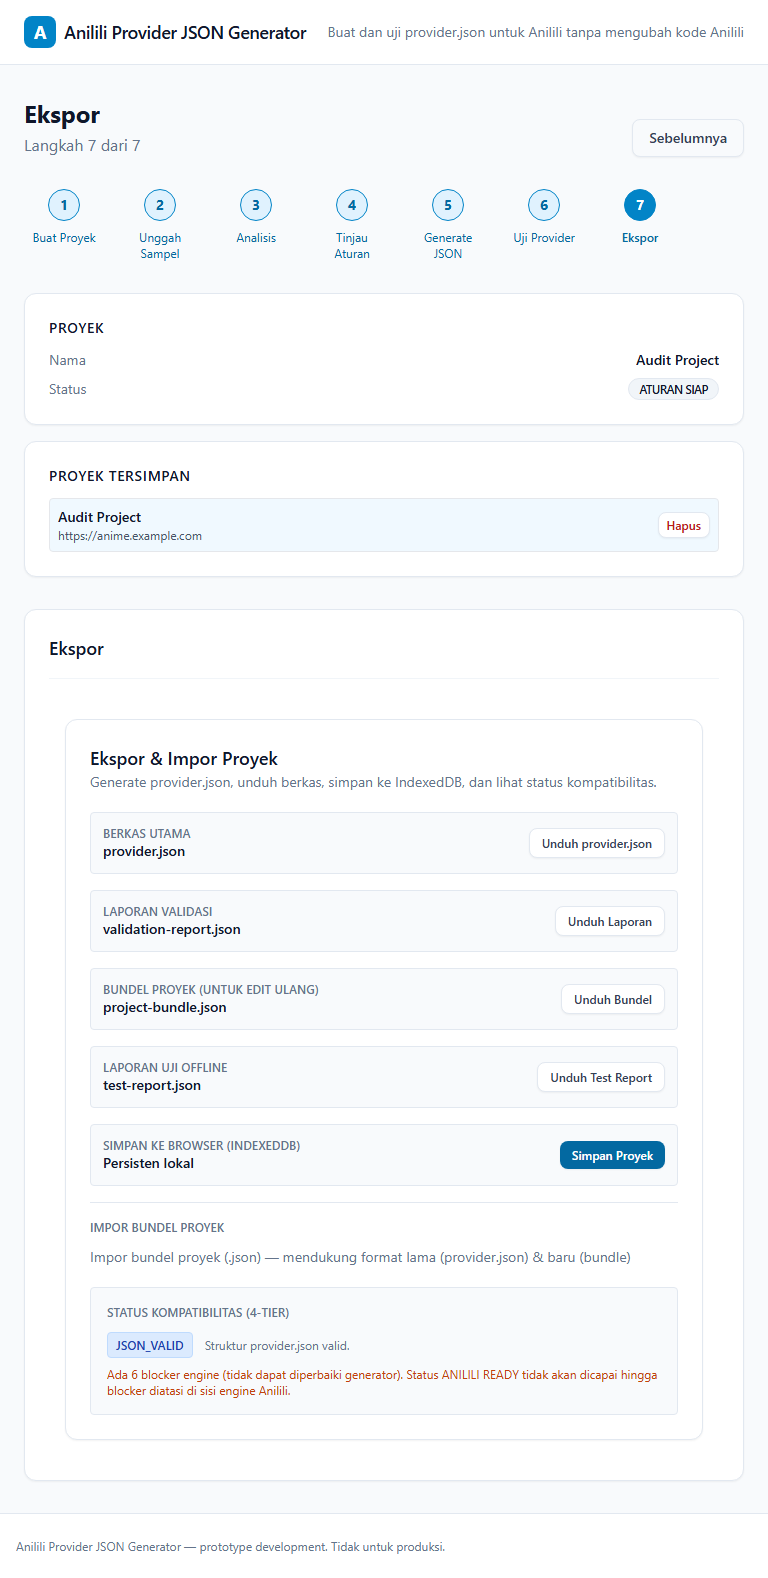 A Anilili Provider JSON Generator Buat dan uji provider.json untuk Anilili tanpa mengubah kode Anilili
Ekspor
Langkah 7 dari 7
Sebelumnya
1 2 3 4 5 6 7
Buat Proyek Unggah Analisis Tinjau Generate Uji Provider Ekspor
Sampel Aturan JSON
PROYEK
Nama Audit Project
Status ATURAN SIAP
PROYEK TERSIMPAN
Audit Project
https://anime.example.com
Hapus
Ekspor
Ekspor & Impor Proyek
Generate provider.json, unduh berkas, simpan ke IndexedDB, dan lihat status kompatibilitas.
BERKAS UTAMA
provider.json
Unduh provider.json
LAPORAN VALIDASI
validation-report.json
Unduh Laporan
BUNDEL PROYEK (UNTUK EDIT ULANG)
project-bundle.json
Unduh Bundel
LAPORAN UJI OFFLINE
test-report.json
Unduh Test Report
SIMPAN KE BROWSER (INDEXEDDB)
Persisten lokal
Simpan Proyek
IMPOR BUNDEL PROYEK
Impor bundel proyek (.json) — mendukung format lama (provider.json) & baru (bundle)
STATUS KOMPATIBILITAS (4-TIER)
JSON_VALID Struktur provider.json valid.
Ada 6 blocker engine (tidak dapat diperbaiki generator). Status ANILILI READY tidak akan dicapai hingga
blocker diatasi di sisi engine Anilili.
Anilili Provider JSON Generator — prototype development. Tidak untuk produksi.